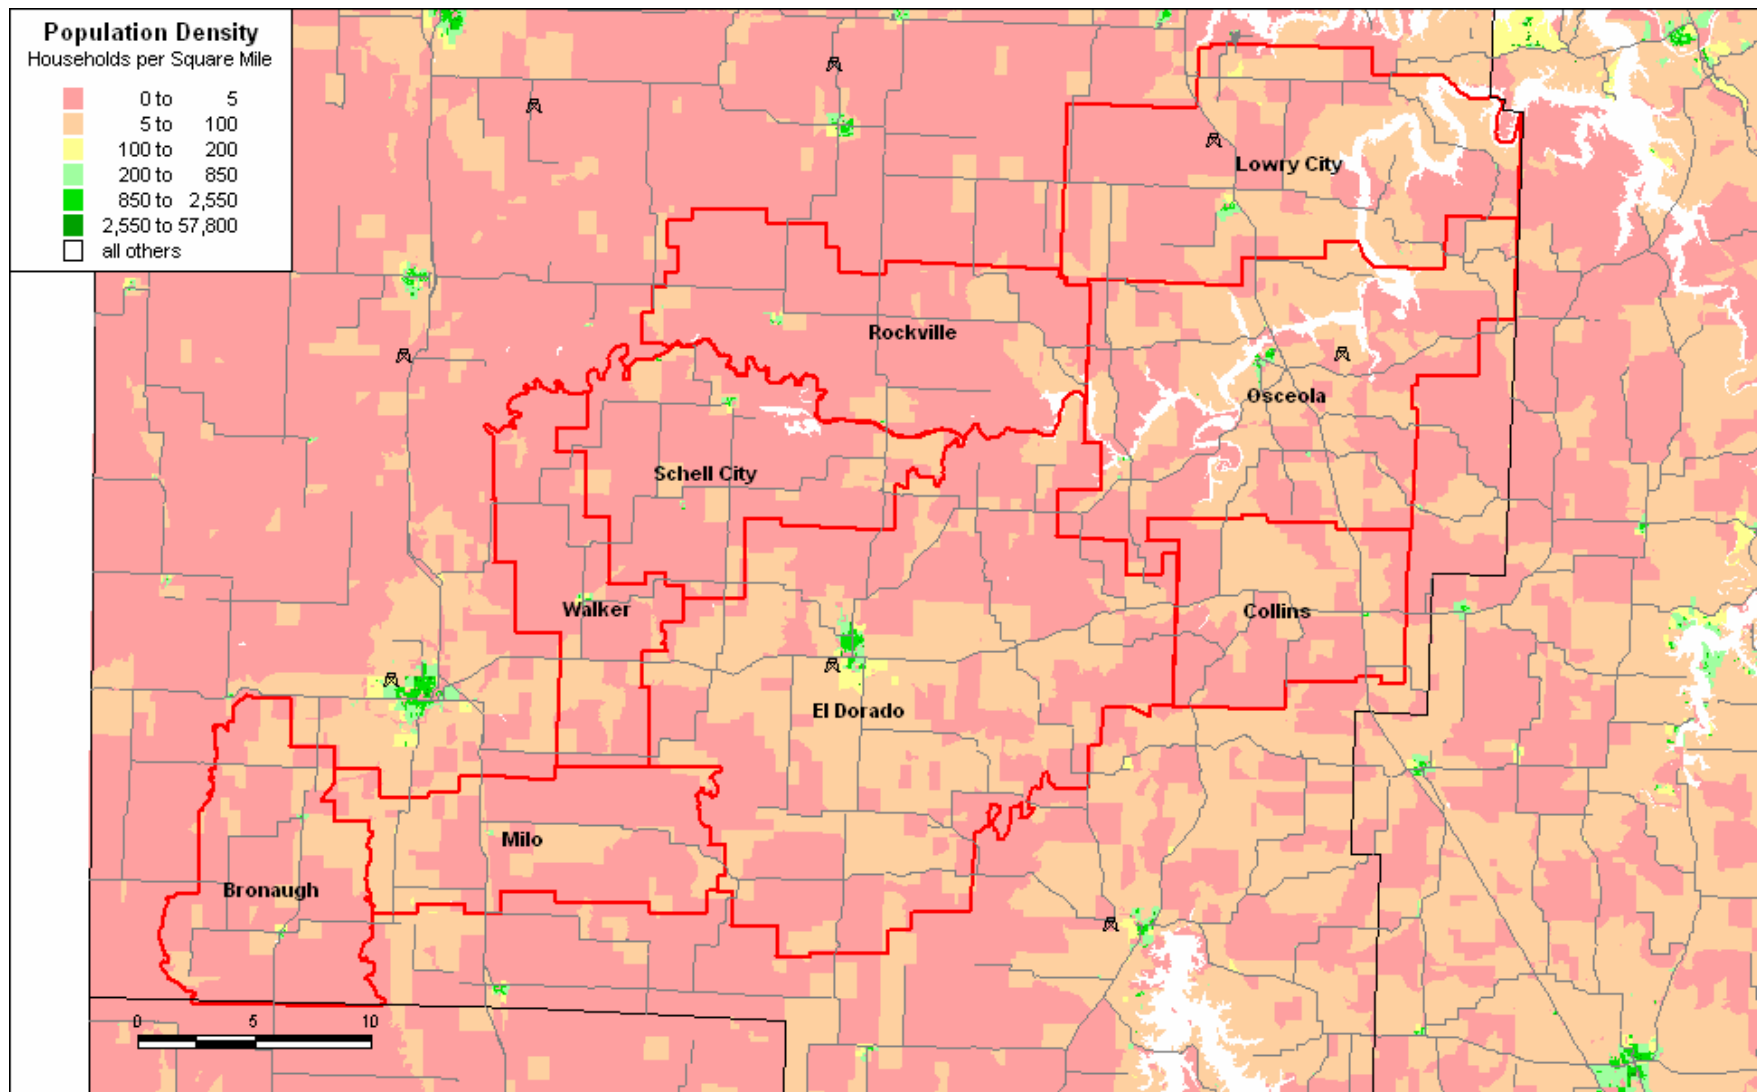 Population Density
Households per Square Mile
0 to 5
5 to 100
100 to 200
200 to 850
850 to 2,550
2,550 to 57,800
all others
Lowry City
Rockville
Osceola
Schell City
Walker
Collins
El Dorado
Milo
Bronaugh
0 5 10